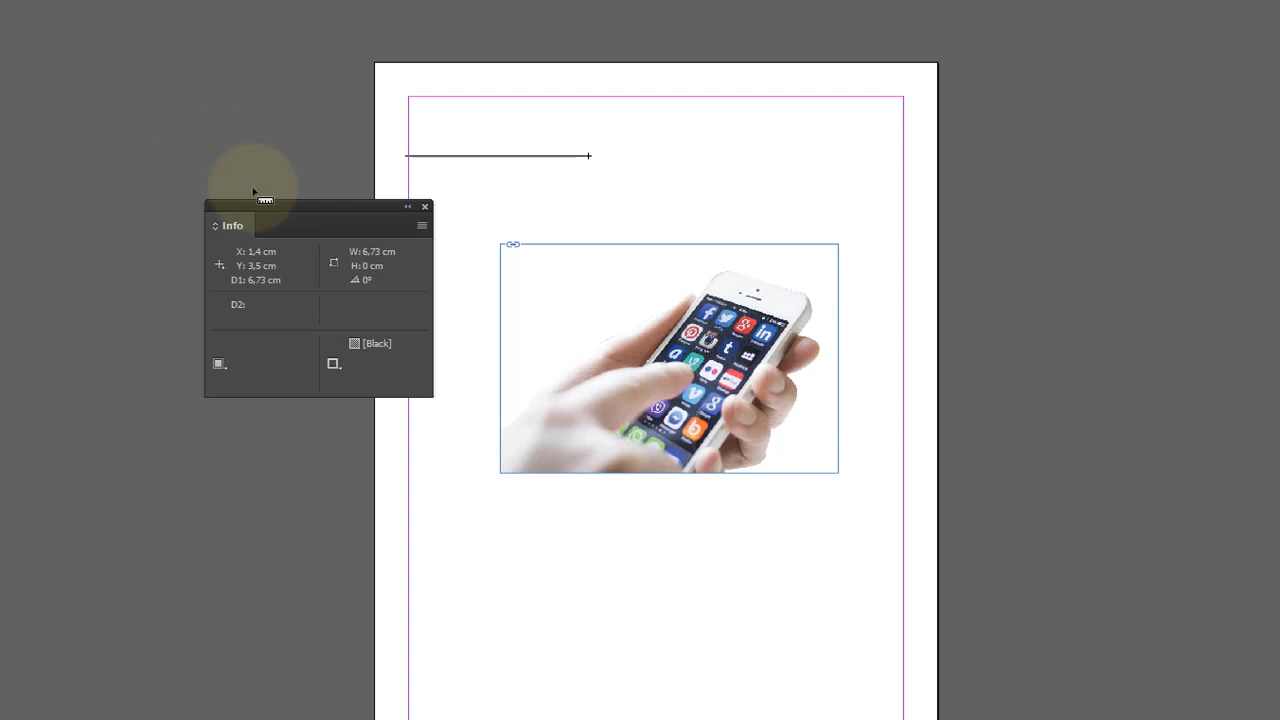 Info
X: 1,4 cm
W: 6,73 cm
Y: 3,5 cm
H: 0 cm
D1: 6,73 cm
0°
D2:
[Black]